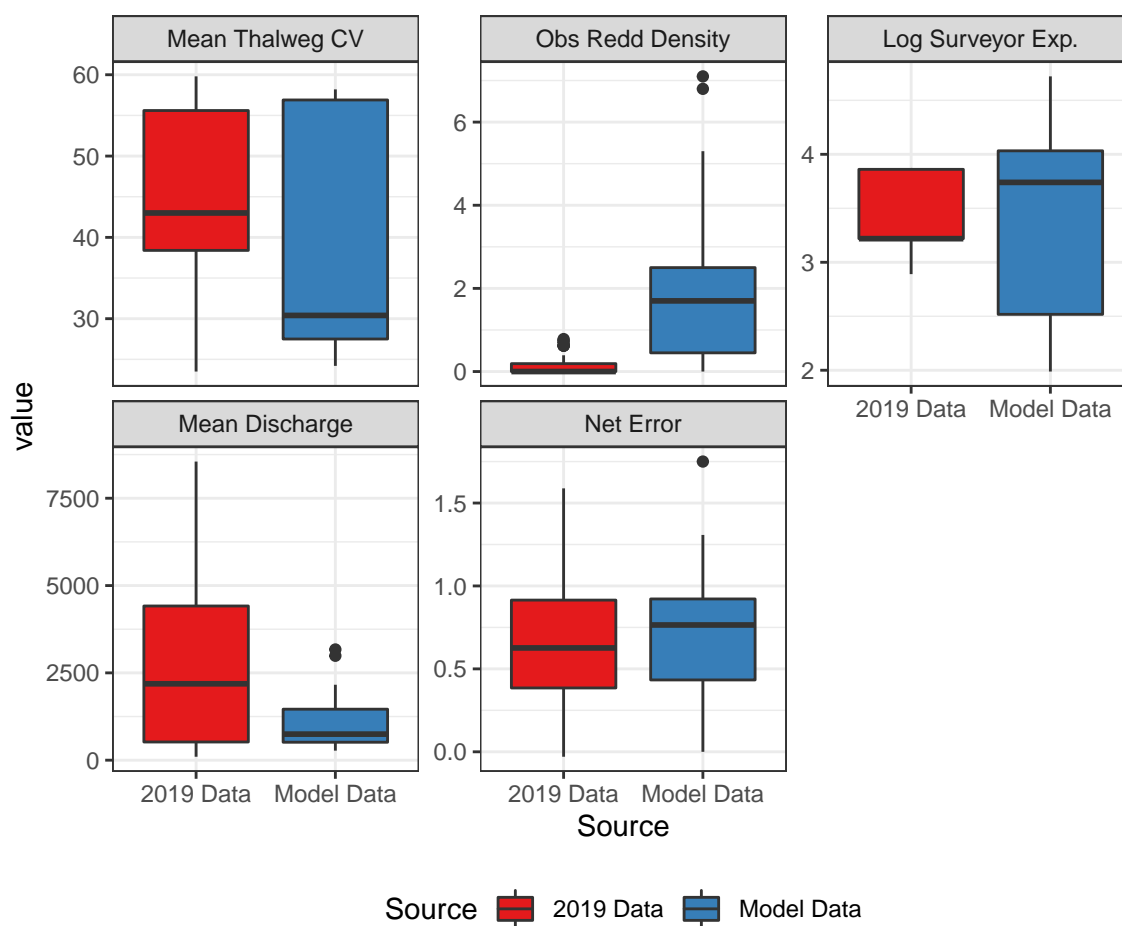 Mean Thalweg CV
Obs Redd Density
Log Surveyor Exp.
60
50
40
30
6
4
2
0
4
3
2
2019 Data Model Data
value
Mean Discharge
Net Error
7500
5000
2500
0
1.5
1.0
0.5
0.0
2019 Data Model Data
2019 Data Model Data
Source
Source 2019 Data Model Data